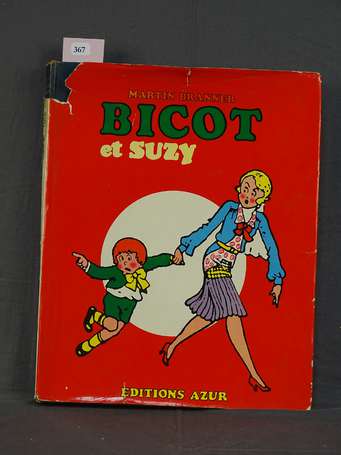 367
MARTIN BRANNER
BICOT
et SUZY
EDITIONS AZUR